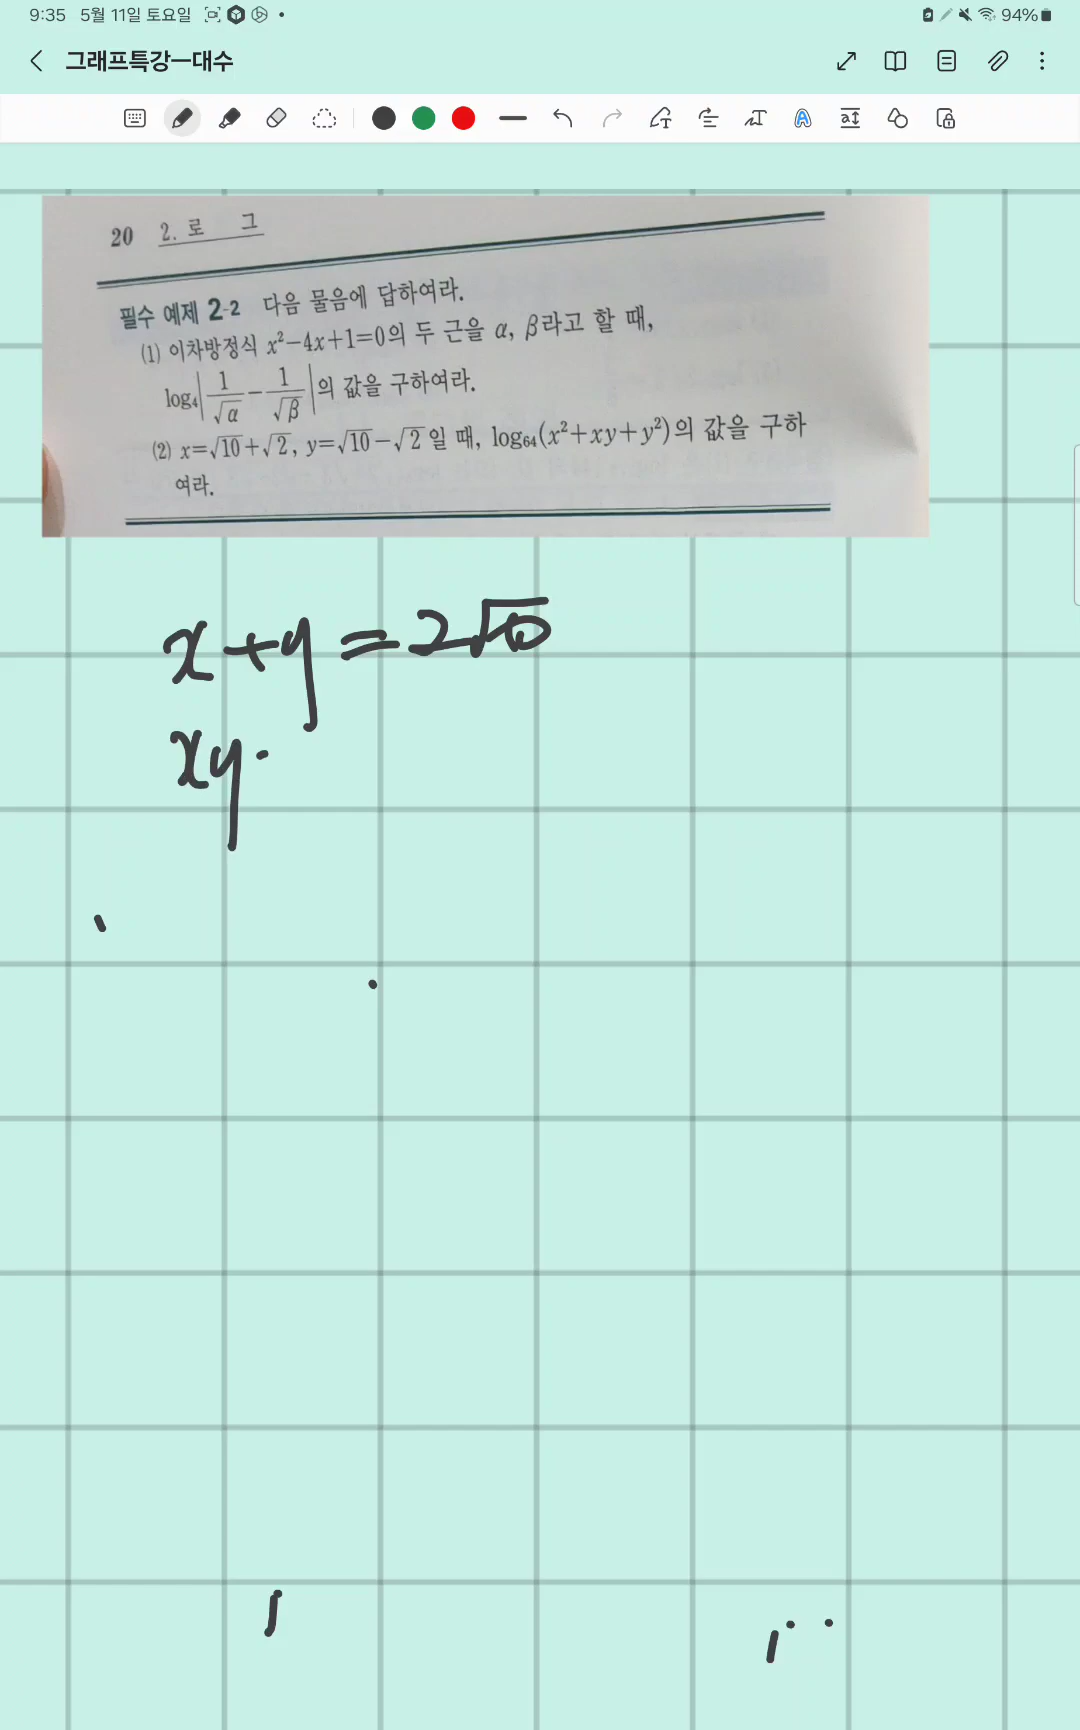 9:35 5월 11일 토요일 94%
그래프특강—대수
20 2. 로 그
필수 예제 2-2 다음 물음에 답하여라.
(1) 이차방정식 x²−4x+1=0의 두 근을 α, β라고 할 때,
log₄|1/√α − 1/√β|의 값을 구하여라.
(2) x=√10+√2, y=√10−√2일 때, log₆₄(x²+xy+y²)의 값을 구하
여라.
x+y=2√10
xy